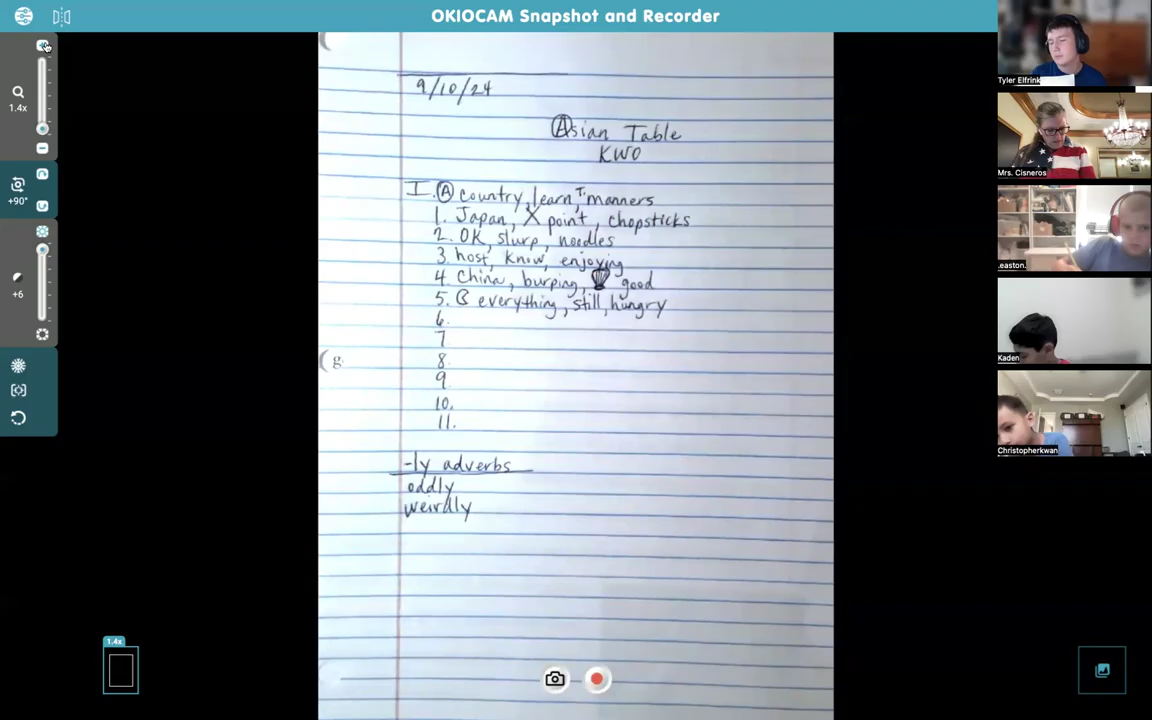 OKIOCAM Snapshot and Recorder
1.4x
+90°
+6
9/10/24
Asian Table
KWO
I. A country, learn, T. manners
1. Japan, X point, chopsticks
2. OK, slurp, noodles
3. host, know, enjoying
4. China, burping, good
5. everything, still, hungry
6.
7.
(g.
8.
9.
10.
11.
-ly adverbs
oddly
weirdly
1.4x
Tyler Elfrink
Mrs. Cisneros
.easton.
Kaden
Christopherkwan